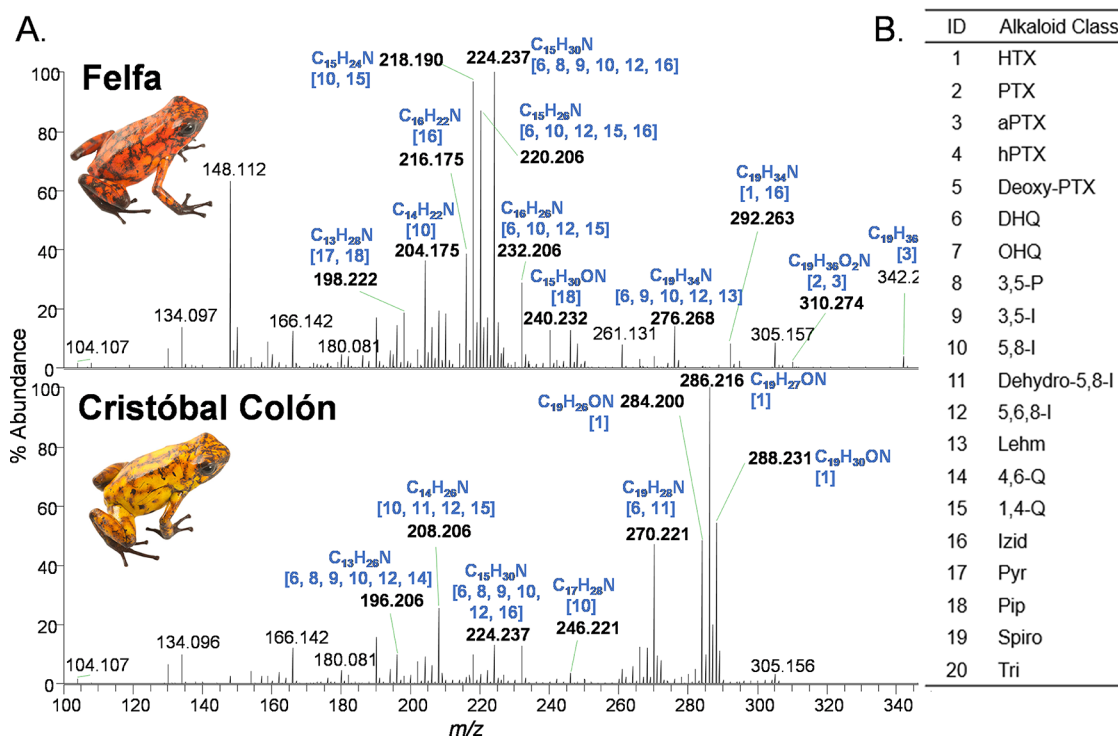 A.
Felfa
% Abundance
100
80
60
40
20
0
C₁₅H₂₄N
[10, 15]
218.190
224.237
C₁₅H₃₀N
[6, 8, 9, 10, 12, 16]
C₁₆H₂₂N
[16]
216.175
C₁₅H₂₆N
[6, 10, 12, 15, 16]
220.206
148.112
C₁₄H₂₂N
[10]
204.175
C₁₆H₂₆N
[6, 10, 12, 15]
232.206
C₁₉H₃₄N
[1, 16]
292.263
C₁₃H₂₈N
[17, 18]
198.222
C₁₅H₃₀ON
[18]
240.232
C₁₉H₃₄N
[6, 9, 10, 12, 13]
276.268
C₁₉H₃₆O₂N
[2, 3]
310.274
C₁₉H₃₆
[3]
342.2
104.107
134.097
166.142
180.081
261.131
305.157
Cristóbal Colón
100
80
60
40
20
0
C₁₉H₂₆ON
[1]
284.200
286.216
C₁₉H₂₇ON
[1]
288.231
C₁₉H₃₀ON
[1]
C₁₄H₂₆N
[10, 11, 12, 15]
208.206
C₁₉H₂₈N
[6, 11]
270.221
C₁₃H₂₆N
[6, 8, 9, 10, 12, 14]
196.206
C₁₅H₃₀N
[6, 8, 9, 10,
12, 16]
224.237
C₁₇H₂₈N
[10]
246.221
104.107
134.096
166.142
180.081
305.156
100 120 140 160 180 200 220 240 260 280 300 320 340
m/z
B.
ID Alkaloid Class
1 HTX
2 PTX
3 aPTX
4 hPTX
5 Deoxy-PTX
6 DHQ
7 OHQ
8 3,5-P
9 3,5-I
10 5,8-I
11 Dehydro-5,8-I
12 5,6,8-I
13 Lehm
14 4,6-Q
15 1,4-Q
16 Izid
17 Pyr
18 Pip
19 Spiro
20 Tri